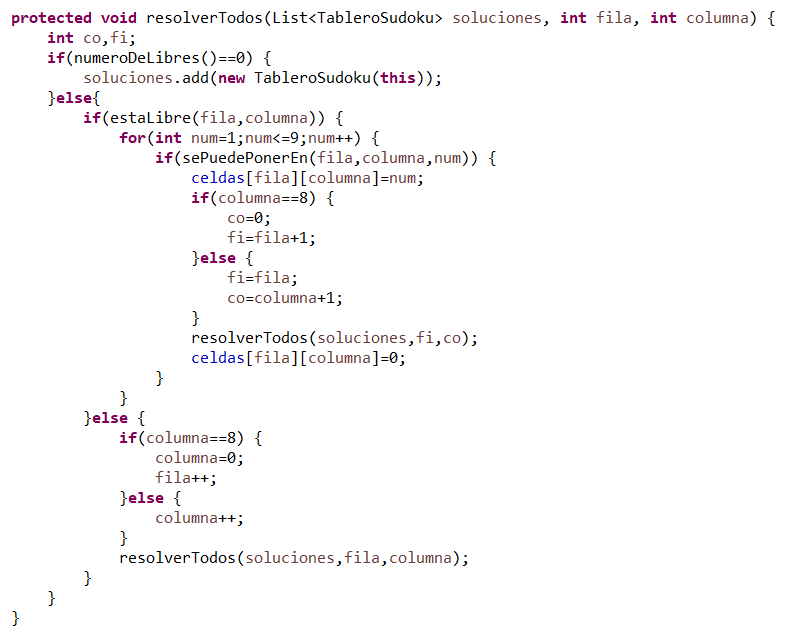 protected void resolverTodos(List<TableroSudoku> soluciones, int fila, int columna) {
    int co,fi;
    if(numeroDeLibres()==0) {
        soluciones.add(new TableroSudoku(this));
    }else{
        if(estaLibre(fila,columna)) {
            for(int num=1;num<=9;num++) {
                if(sePuedePonerEn(fila,columna,num)) {
                    celdas[fila][columna]=num;
                    if(columna==8) {
                        co=0;
                        fi=fila+1;
                    }else {
                        fi=fila;
                        co=columna+1;
                    }
                    resolverTodos(soluciones,fi,co);
                    celdas[fila][columna]=0;
                }
            }
        }else {
            if(columna==8) {
                columna=0;
                fila++;
            }else {
                columna++;
            }
            resolverTodos(soluciones,fila,columna);
        }
    }
}